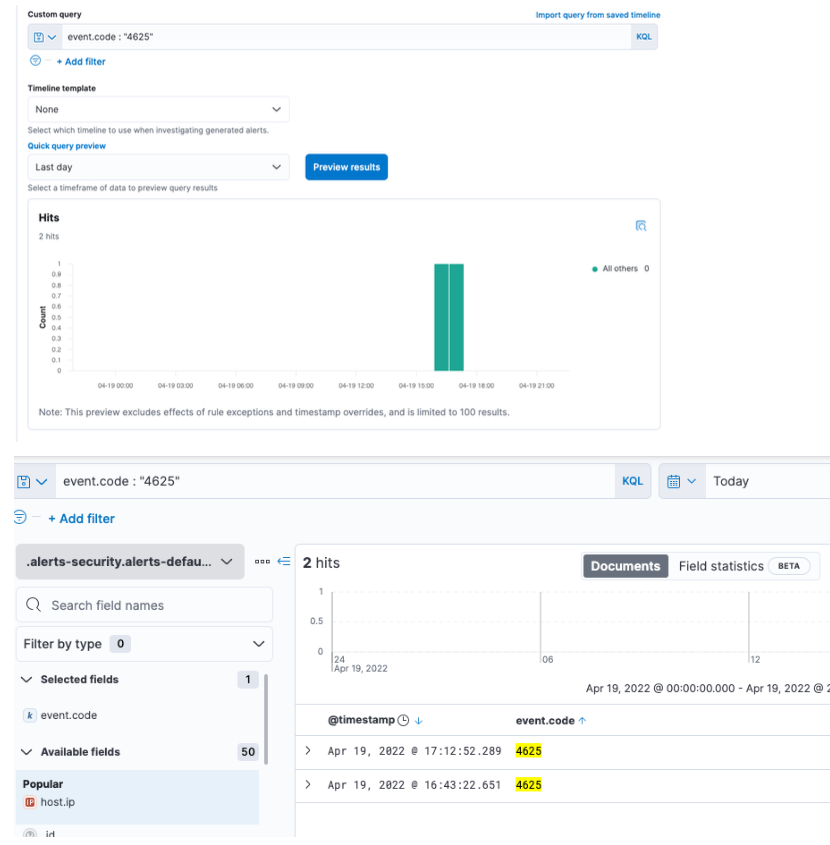 Custom query
Import query from saved timeline
event.code : "4625"
KQL
+ Add filter
Timeline template
None
Select which timeline to use when investigating generated alerts.
Quick query preview
Last day
Preview results
Select a timeframe of data to preview query results
Hits
2 hits
1
0.9
0.8
0.7
0.6
0.5
0.4
0.3
0.2
0.1
0
Count
All others 0
04-19 00:00 04-19 03:00 04-19 06:00 04-19 09:00 04-19 12:00 04-19 15:00 04-19 18:00 04-19 21:00
Note: This preview excludes effects of rule exceptions and timestamp overrides, and is limited to 100 results.
event.code : "4625"
KQL
Today
+ Add filter
.alerts-security.alerts-defau...
2 hits
Documents
Field statistics
BETA
Search field names
Filter by type 0
Selected fields 1
k event.code
Available fields 50
Popular
IP host.ip
_id
1
0.5
0
24
Apr 19, 2022
06
12
Apr 19, 2022 @ 00:00:00.000 - Apr 19, 2022 @ 2
@timestamp
event.code
Apr 19, 2022 @ 17:12:52.289 4625
Apr 19, 2022 @ 16:43:22.651 4625